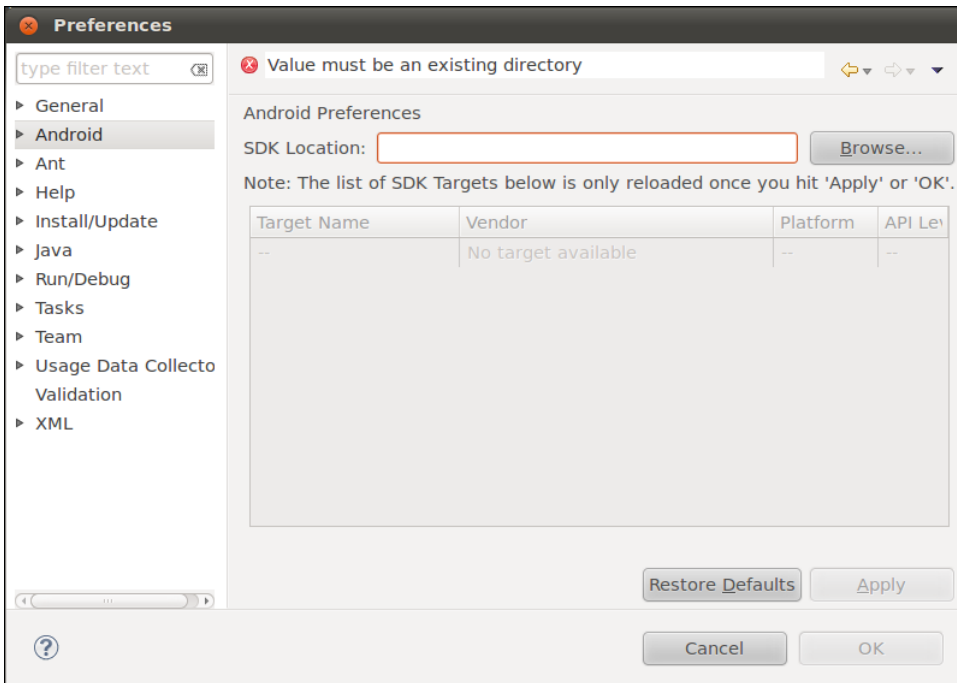 Preferences
type filter text
General
Android
Ant
Help
Install/Update
Java
Run/Debug
Tasks
Team
Usage Data Collecto
Validation
XML
Value must be an existing directory
Android Preferences
SDK Location: Browse...
Note: The list of SDK Targets below is only reloaded once you hit 'Apply' or 'OK'.
Target Name Vendor Platform API Lev
-- No target available -- --
Restore Defaults Apply
Cancel OK